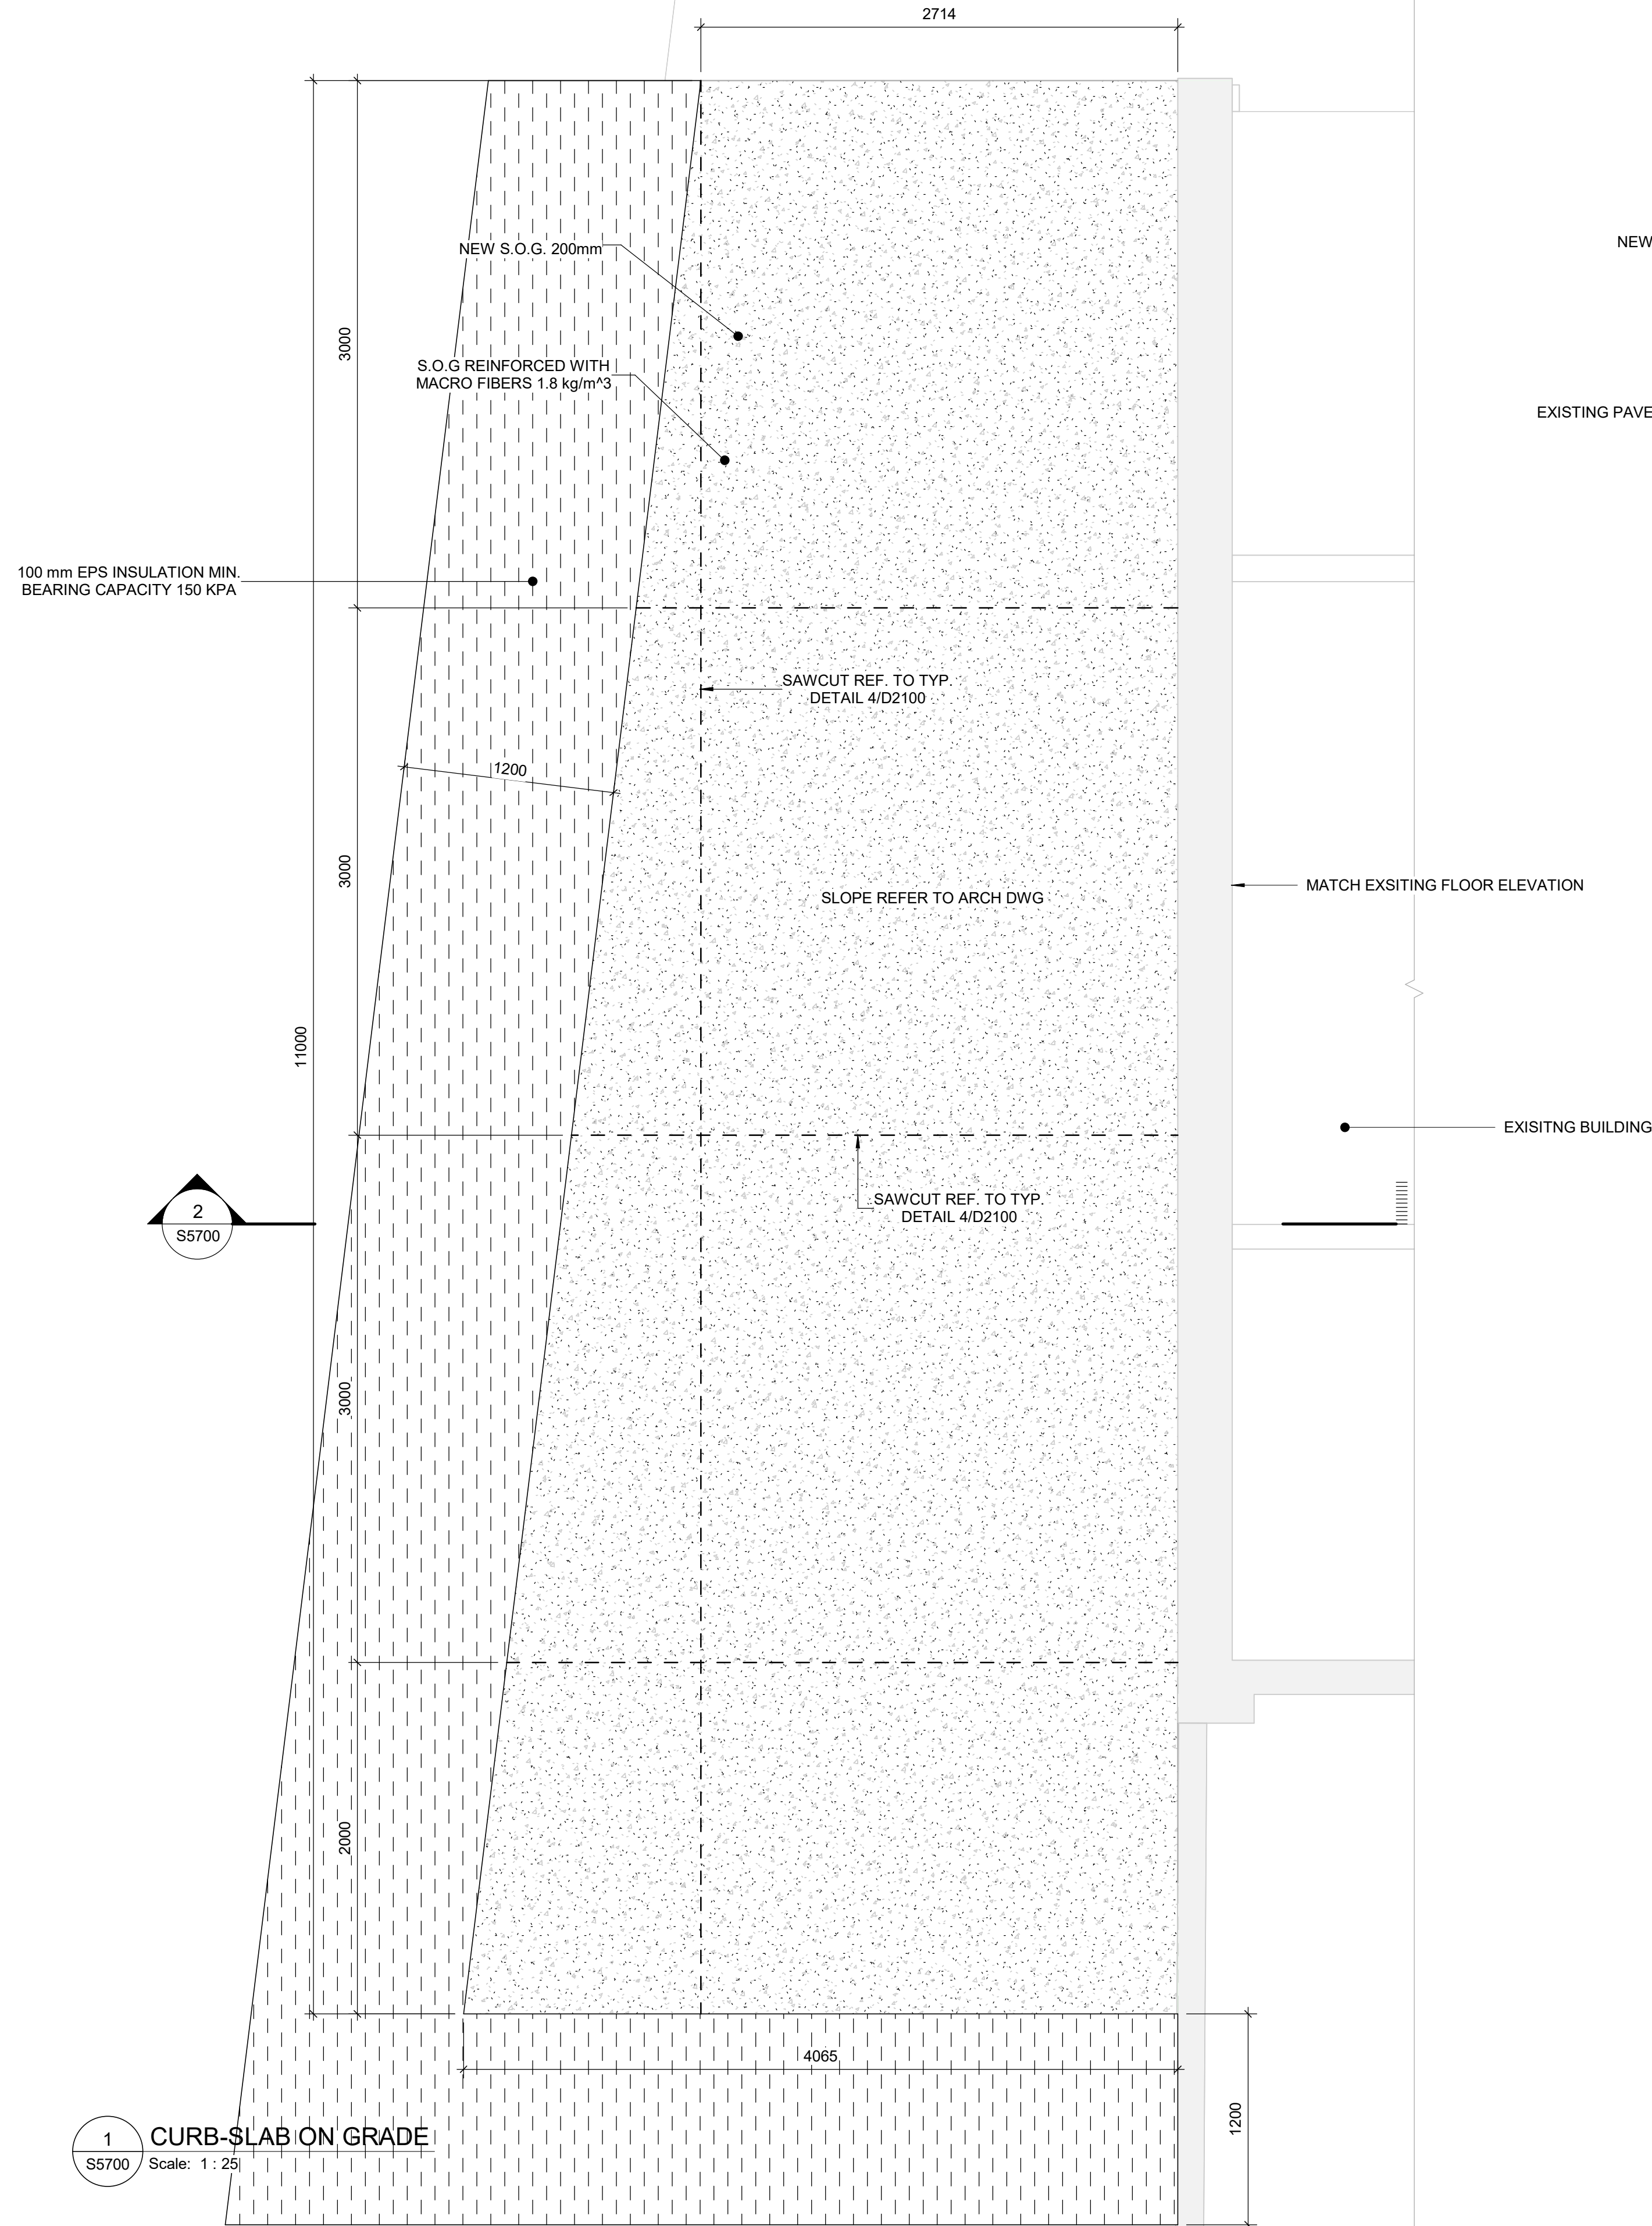 2714
NEW S.O.G. 200mm
NEW
3000
S.O.G REINFORCED WITH
MACRO FIBERS 1.8 kg/m^3
EXISTING PAVE
100 mm EPS INSULATION MIN.
BEARING CAPACITY 150 KPA
SAWCUT REF. TO TYP.
DETAIL 4/D2100
1200
3000
SLOPE REFER TO ARCH DWG
MATCH EXSITING FLOOR ELEVATION
11000
EXISITNG BUILDING
2
S5700
SAWCUT REF. TO TYP.
DETAIL 4/D2100
3000
2000
4065
1200
1
S5700
CURB-SLAB ON GRADE
Scale: 1 : 25